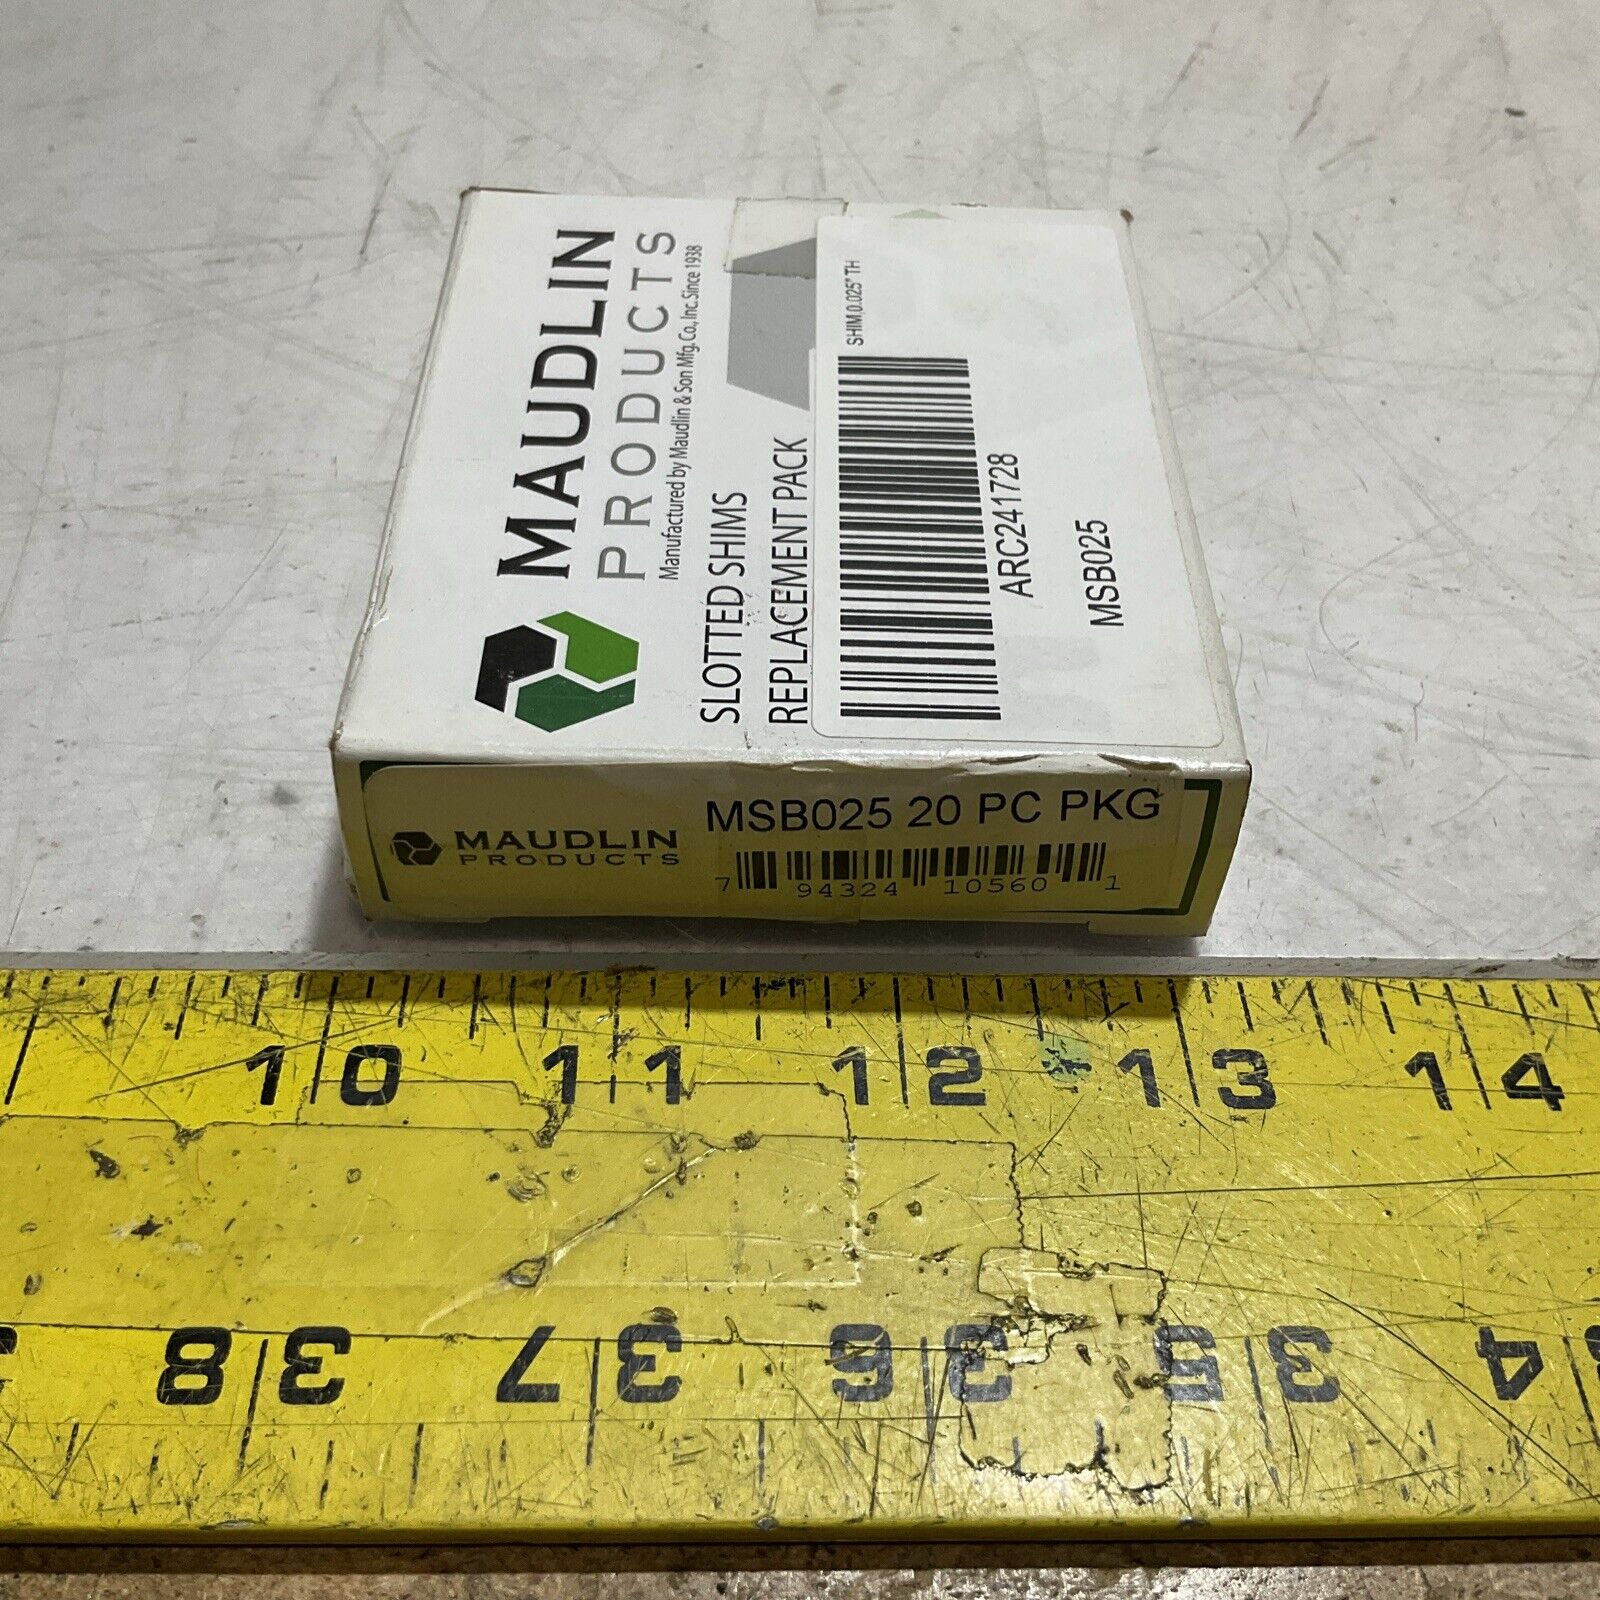 MAUDLIN
PRODUCTS
Manufactured by Maudlin & Son Mfg. Co., Inc. Since 1938
SLOTTED SHIMS
REPLACEMENT PACK
SHIM,0.025" TH
ARC241728
MSB025
MAUDLIN
PRODUCTS
MSB025 20 PC PKG
7 94324 10560 1
10 11 12 13 14
38 37 36 35 34